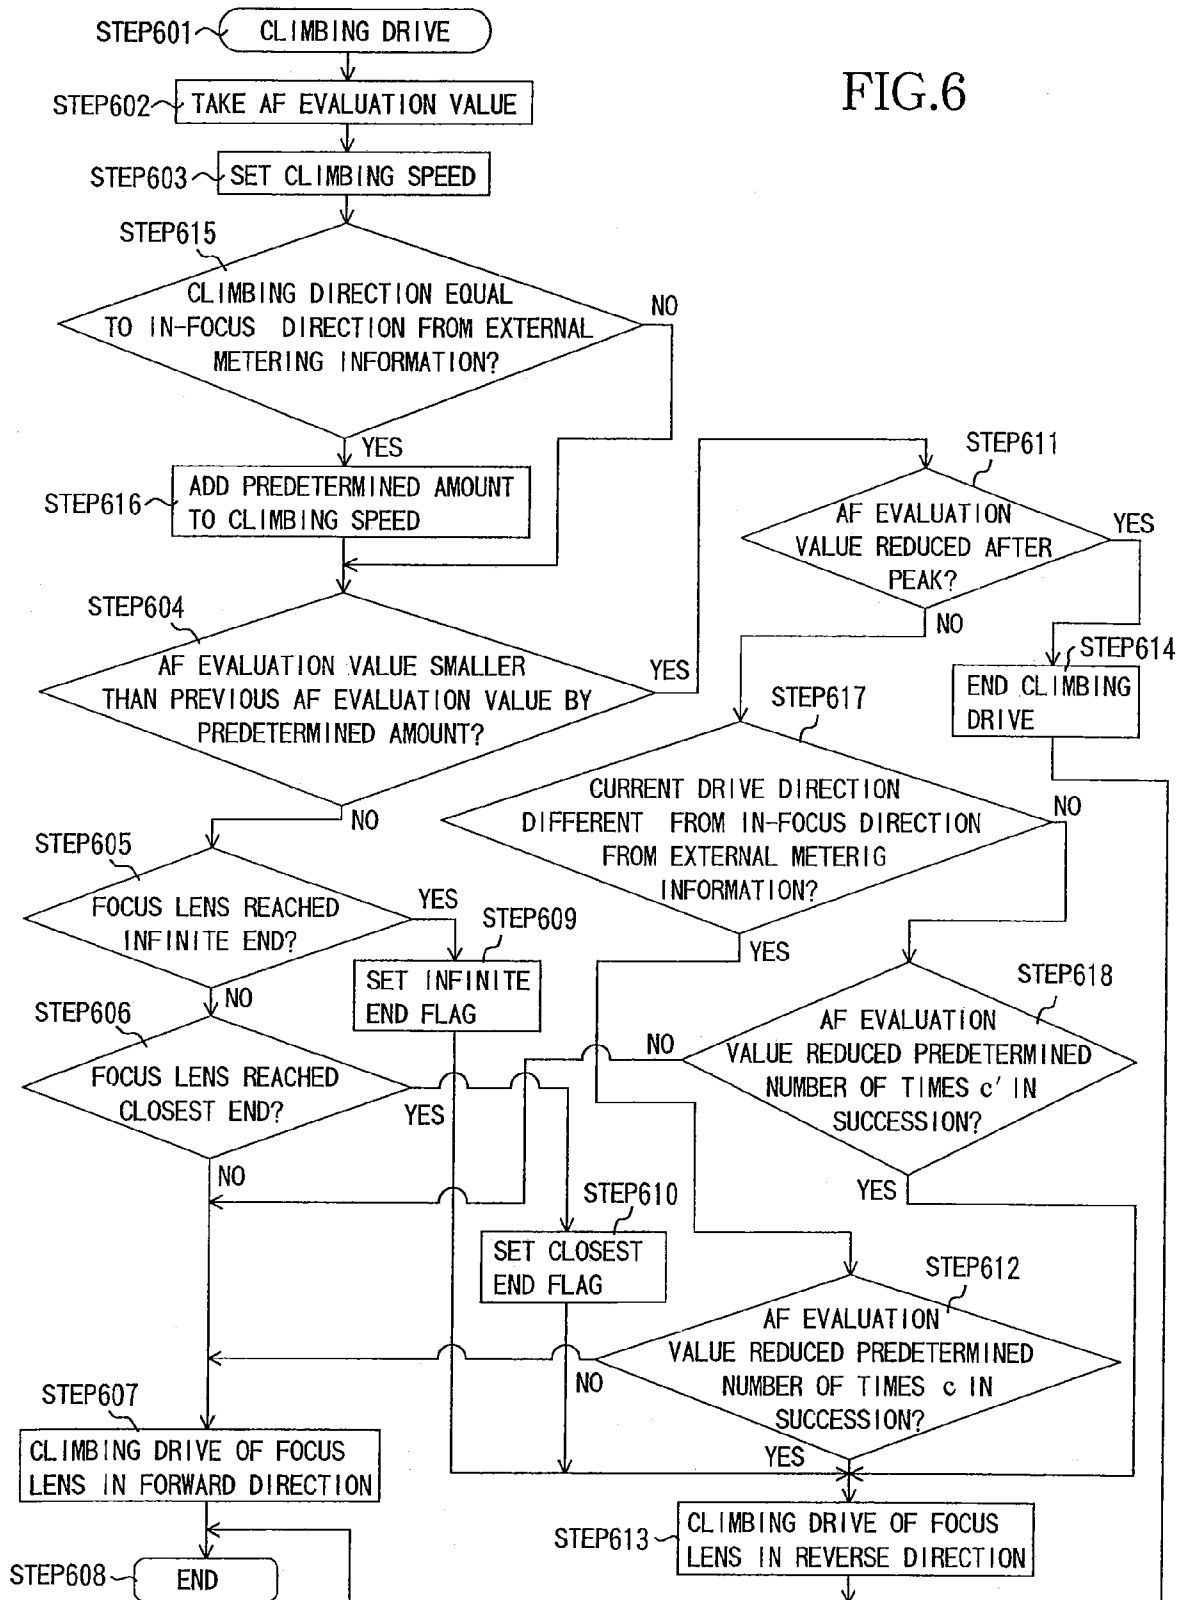 FIG.6
STEP601
CLIMBING DRIVE
STEP602
TAKE AF EVALUATION VALUE
STEP603
SET CLIMBING SPEED
STEP615
CLIMBING DIRECTION EQUAL
TO IN-FOCUS DIRECTION FROM EXTERNAL
METERING INFORMATION?
NO
YES
STEP616
ADD PREDETERMINED AMOUNT
TO CLIMBING SPEED
STEP604
AF EVALUATION VALUE SMALLER
THAN PREVIOUS AF EVALUATION VALUE BY
PREDETERMINED AMOUNT?
YES
NO
STEP611
AF EVALUATION
VALUE REDUCED AFTER
PEAK?
YES
NO
STEP614
END CLIMBING
DRIVE
STEP617
CURRENT DRIVE DIRECTION
DIFFERENT FROM IN-FOCUS DIRECTION
FROM EXTERNAL METERIG
INFORMATION?
NO
YES
STEP605
FOCUS LENS REACHED
INFINITE END?
YES
NO
STEP609
SET INFINITE
END FLAG
STEP606
FOCUS LENS REACHED
CLOSEST END?
YES
NO
STEP618
AF EVALUATION
VALUE REDUCED PREDETERMINED
NUMBER OF TIMES c' IN
SUCCESSION?
NO
YES
STEP610
SET CLOSEST
END FLAG
STEP612
AF EVALUATION
VALUE REDUCED PREDETERMINED
NUMBER OF TIMES c IN
SUCCESSION?
NO
YES
STEP607
CLIMBING DRIVE OF FOCUS
LENS IN FORWARD DIRECTION
STEP613
CLIMBING DRIVE OF FOCUS
LENS IN REVERSE DIRECTION
STEP608
END